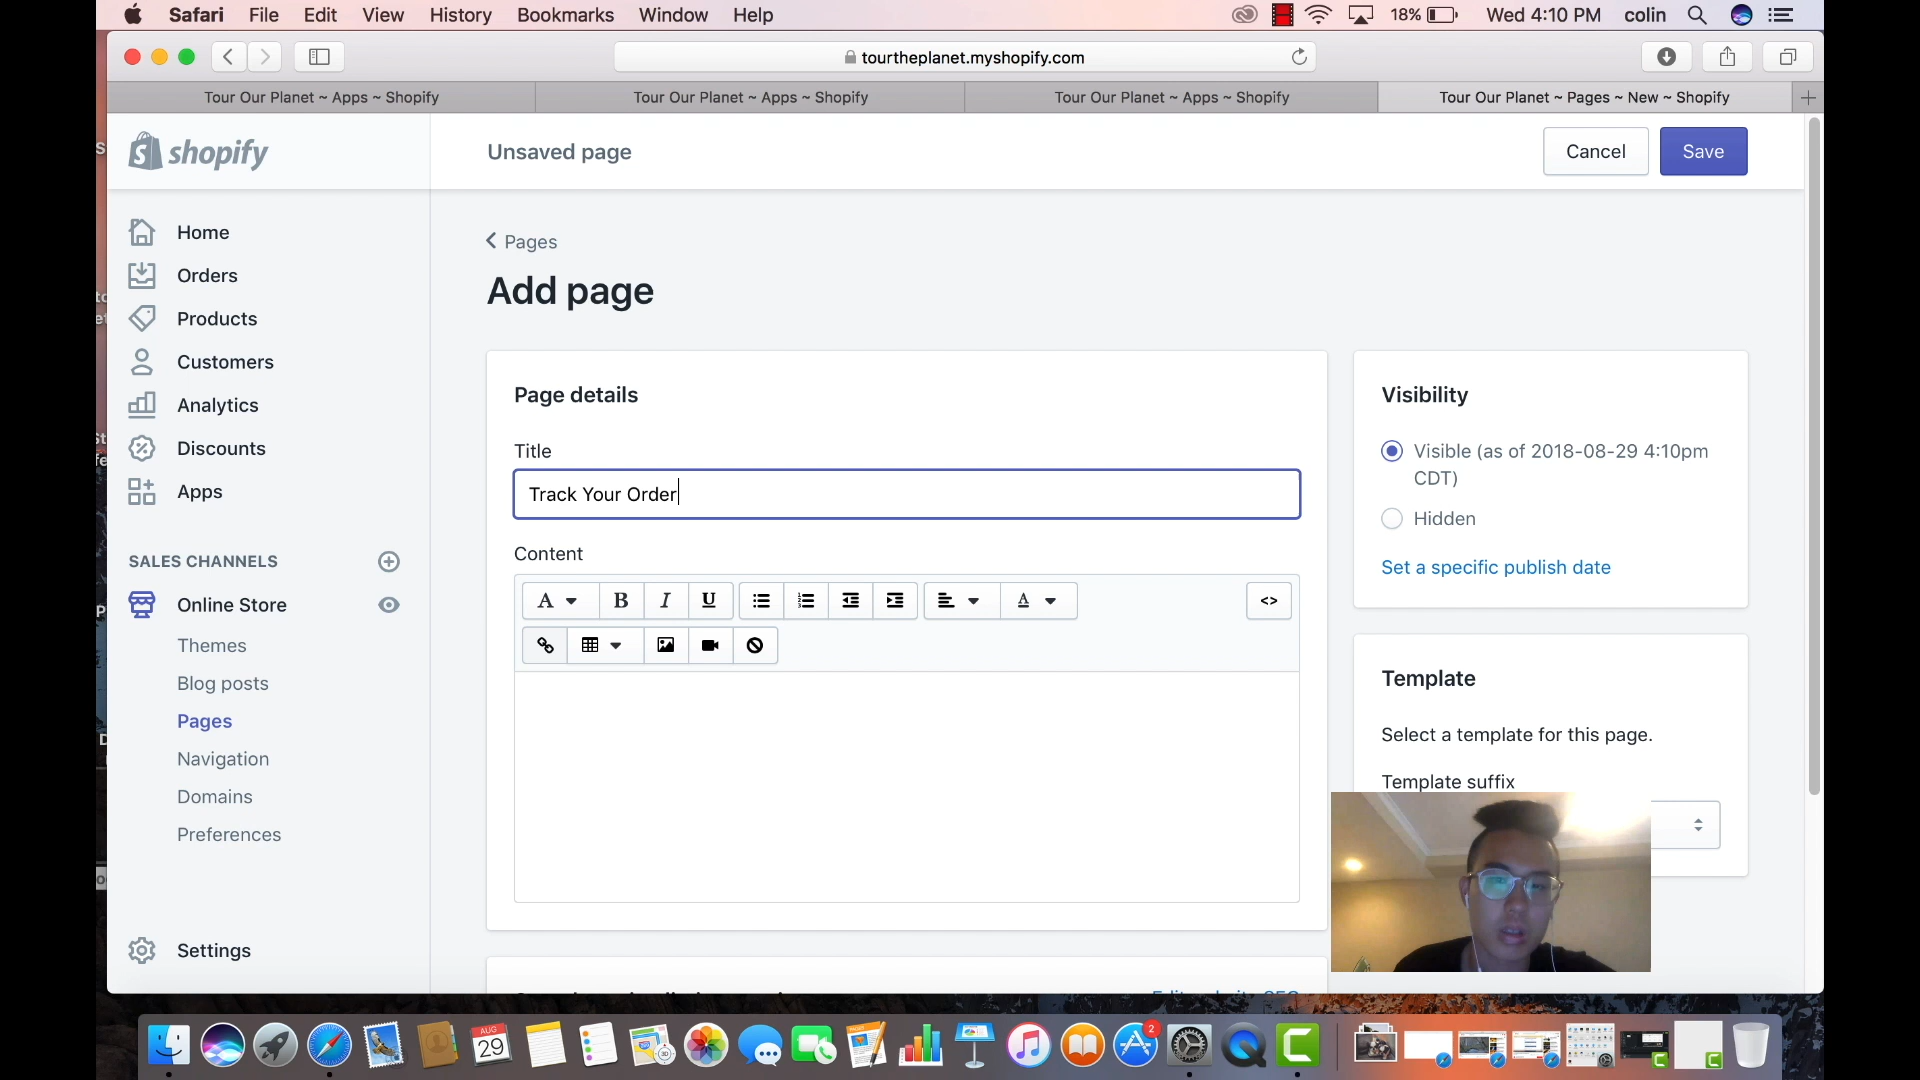 Safari File Edit View History Bookmarks Window Help 18% Wed 4:10 PM colin
tourtheplanet.myshopify.com
Tour Our Planet ~ Apps ~ Shopify Tour Our Planet ~ Apps ~ Shopify Tour Our Planet ~ Apps ~ Shopify Tour Our Planet ~ Pages ~ New ~ Shopify
shopify
Unsaved page
Cancel
Save
Home
Orders
Products
Customers
Analytics
Discounts
Apps
SALES CHANNELS
Online Store
Themes
Blog posts
Pages
Navigation
Domains
Preferences
Settings
Pages
Add page
Page details
Title
Track Your Order
Content
A B I U A <>
Visibility
Visible (as of 2018-08-29 4:10pm
CDT)
Hidden
Set a specific publish date
Template
Select a template for this page.
Template suffix
AUG
29
2